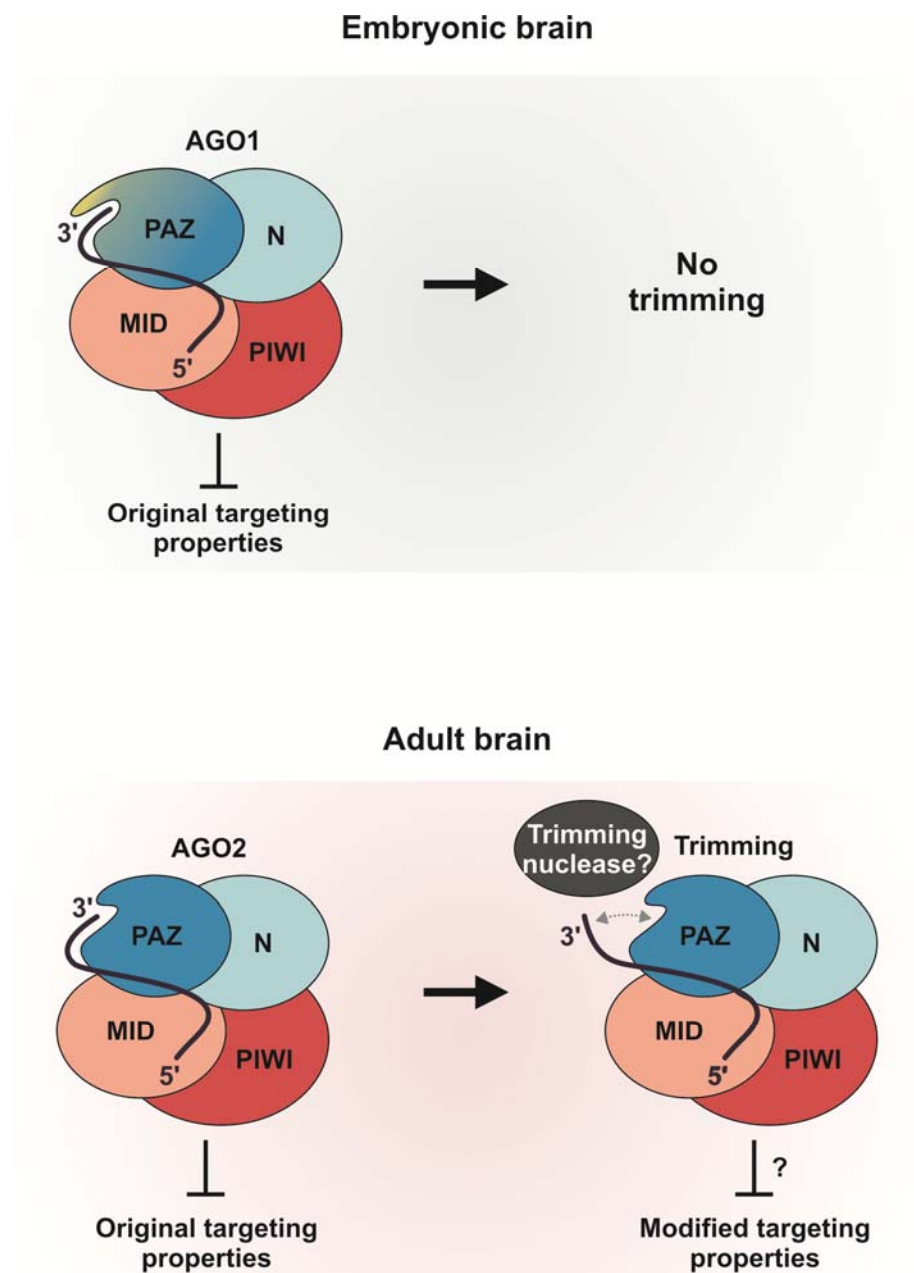 Embryonic brain
AGO1
3'
PAZ
N
MID
PIWI
5'
No
trimming
Original targeting
properties
Adult brain
AGO2
3'
PAZ
N
MID
PIWI
5'
Original targeting
properties
Trimming
nuclease?
Trimming
3'
PAZ
N
MID
PIWI
5'
?
Modified targeting
properties